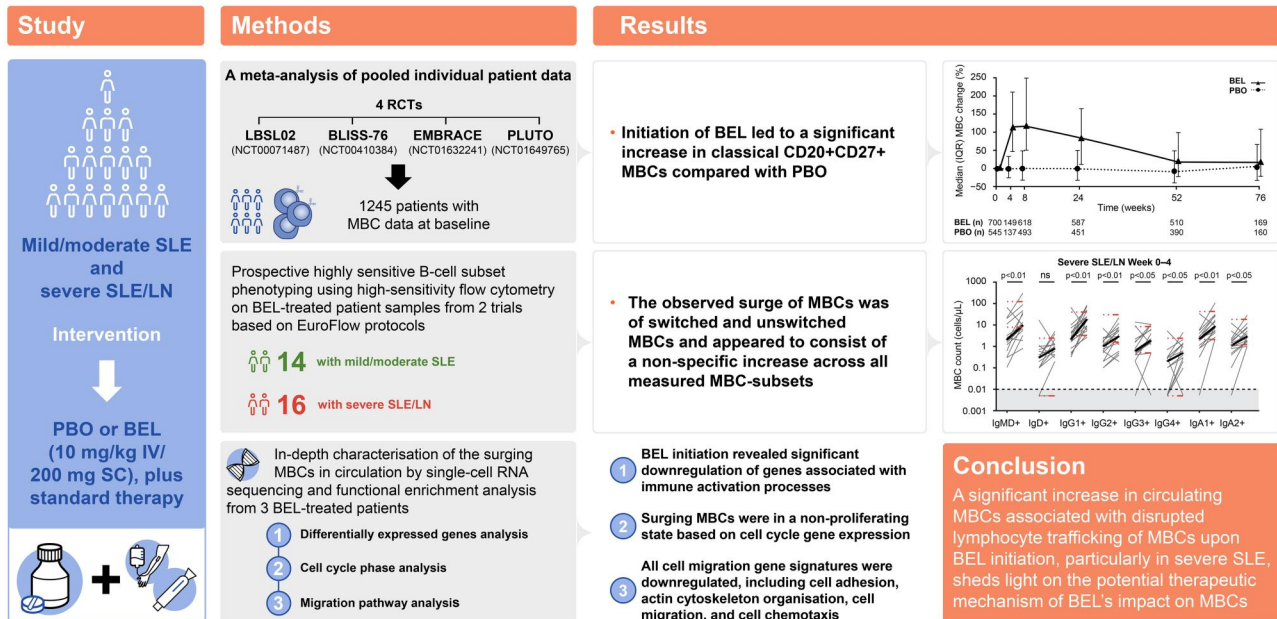 Study
Methods
Results
Mild/moderate SLE
and
severe SLE/LN
Intervention
PBO or BEL
(10 mg/kg IV/
200 mg SC), plus
standard therapy
A meta-analysis of pooled individual patient data
4 RCTs
LBSL02 BLISS-76 EMBRACE PLUTO
(NCT00071487) (NCT00410384) (NCT01632241) (NCT01649765)
1245 patients with
MBC data at baseline
• Initiation of BEL led to a significant
increase in classical CD20+CD27+
MBCs compared with PBO
Median (IQR) MBC change (%)
250
200
150
100
50
0
−50
BEL
PBO
0 4 8 24 52 76
Time (weeks)
BEL (n) 700 149 618 587 510 169
PBO (n) 545 137 493 451 390 160
Prospective highly sensitive B-cell subset
phenotyping using high-sensitivity flow cytometry
on BEL-treated patient samples from 2 trials
based on EuroFlow protocols
14 with mild/moderate SLE
16 with severe SLE/LN
• The observed surge of MBCs was
of switched and unswitched
MBCs and appeared to consist of
a non-specific increase across all
measured MBC-subsets
Severe SLE/LN Week 0–4
p<0.01 ns p<0.01 p<0.01 p<0.05 p<0.05 p<0.01 p<0.05
MBC count (cells/µL)
1000
100
10
1
0.1
0.01
0.001
IgMD+ IgD+ IgG1+ IgG2+ IgG3+ IgG4+ IgA1+ IgA2+
In-depth characterisation of the surging
MBCs in circulation by single-cell RNA
sequencing and functional enrichment analysis
from 3 BEL-treated patients
1 Differentially expressed genes analysis
2 Cell cycle phase analysis
3 Migration pathway analysis
1 BEL initiation revealed significant
downregulation of genes associated with
immune activation processes
2 Surging MBCs were in a non-proliferating
state based on cell cycle gene expression
3 All cell migration gene signatures were
downregulated, including cell adhesion,
actin cytoskeleton organisation, cell
migration, and cell chemotaxis
Conclusion
A significant increase in circulating
MBCs associated with disrupted
lymphocyte trafficking of MBCs upon
BEL initiation, particularly in severe SLE,
sheds light on the potential therapeutic
mechanism of BEL's impact on MBCs